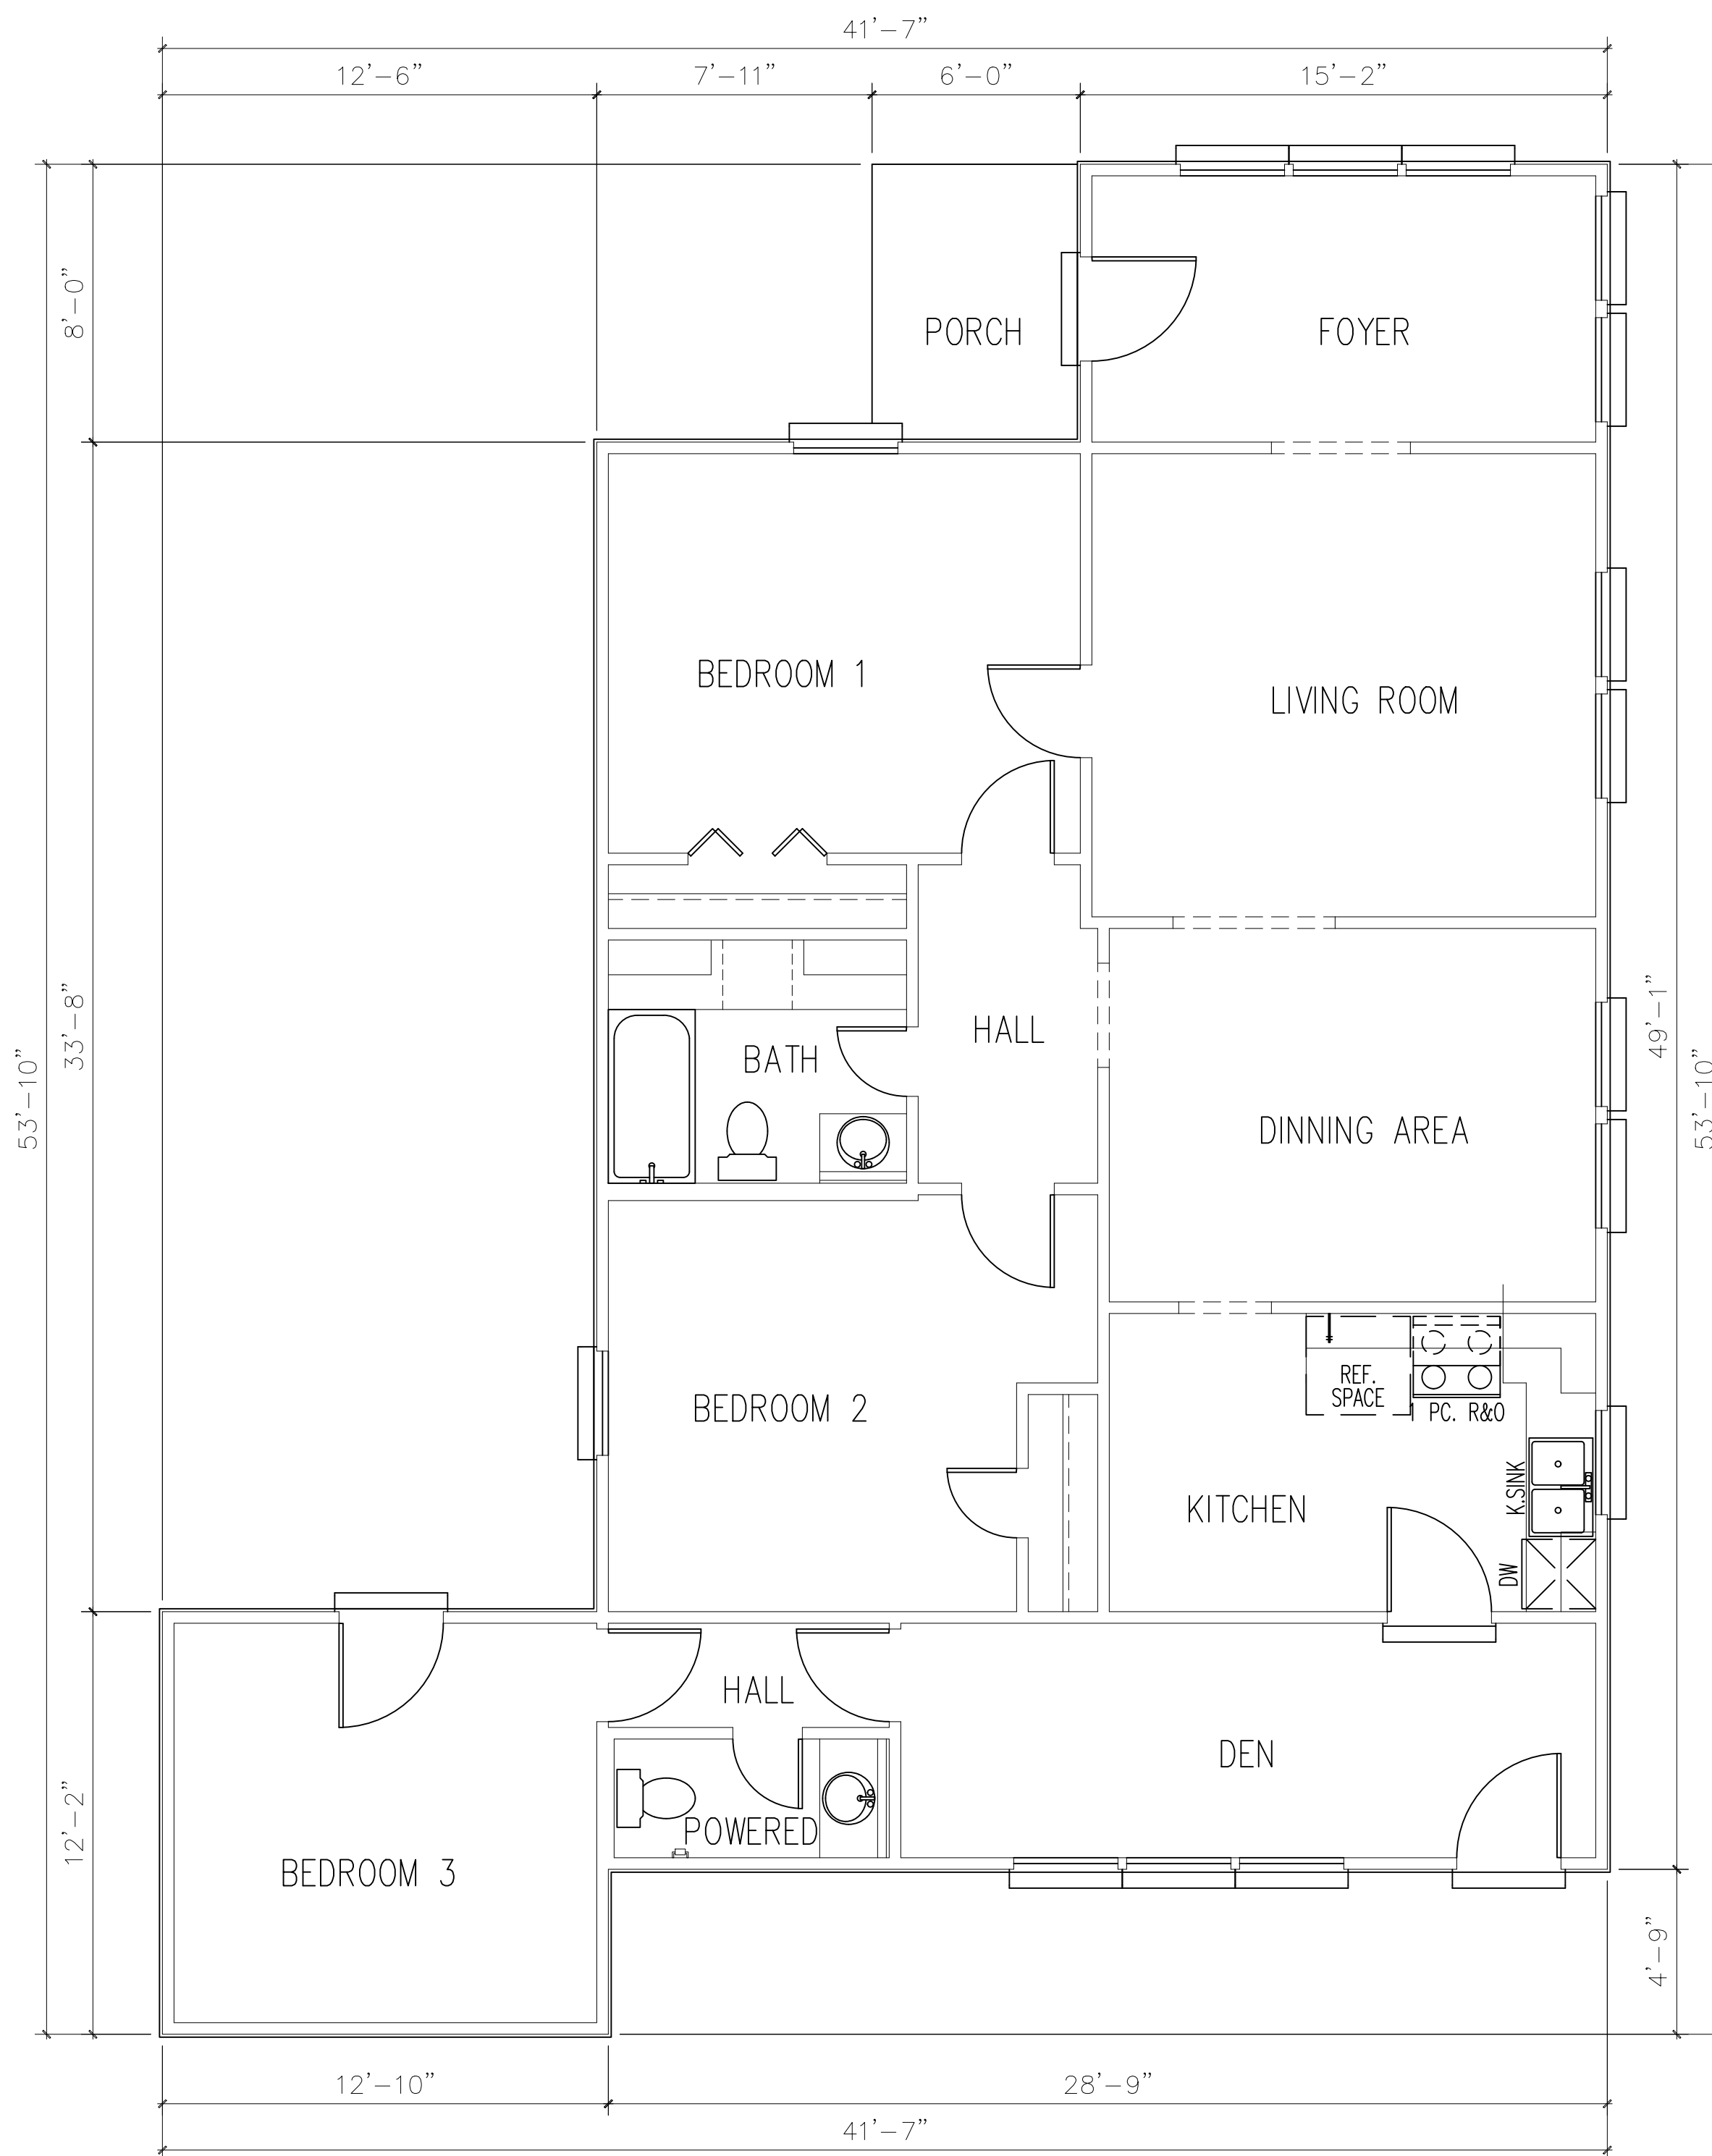 41'-7"
12'-6"
7'-11"
6'-0"
15'-2"
8'-0"
PORCH
FOYER
BEDROOM 1
LIVING ROOM
33'-8"
53'-10"
49'-1"
53'-10"
HALL
BATH
DINNING AREA
REF.
SPACE
1 PC. R&O
BEDROOM 2
K.SINK
KITCHEN
DW
HALL
DEN
12'-2"
POWERED
BEDROOM 3
4'-9"
12'-10"
28'-9"
41'-7"